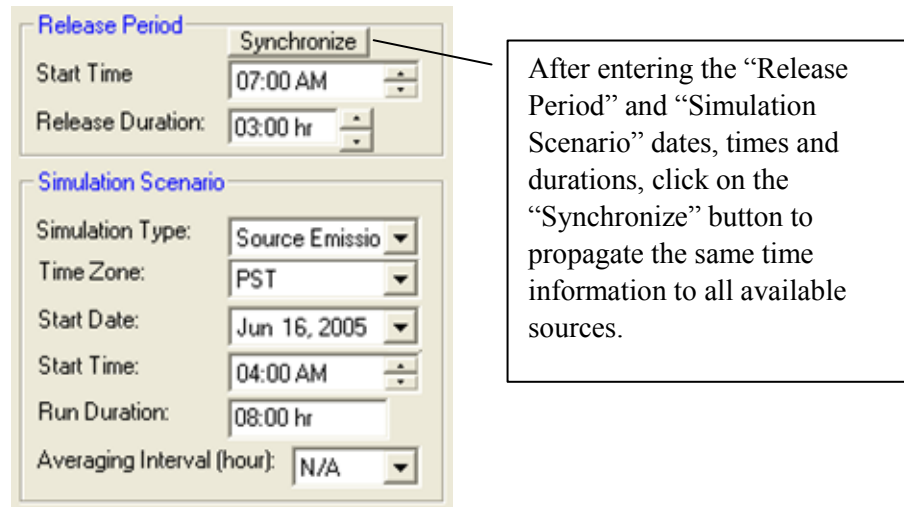 Release Period
Synchronize
Start Time
07:00 AM
Release Duration:
03:00 hr
Simulation Scenario
Simulation Type:
Source Emissio
Time Zone:
PST
Start Date:
Jun 16, 2005
Start Time:
04:00 AM
Run Duration:
08:00 hr
Averaging Interval (hour):
N/A
After entering the “Release
Period” and “Simulation
Scenario” dates, times and
durations, click on the
“Synchronize” button to
propagate the same time
information to all available
sources.